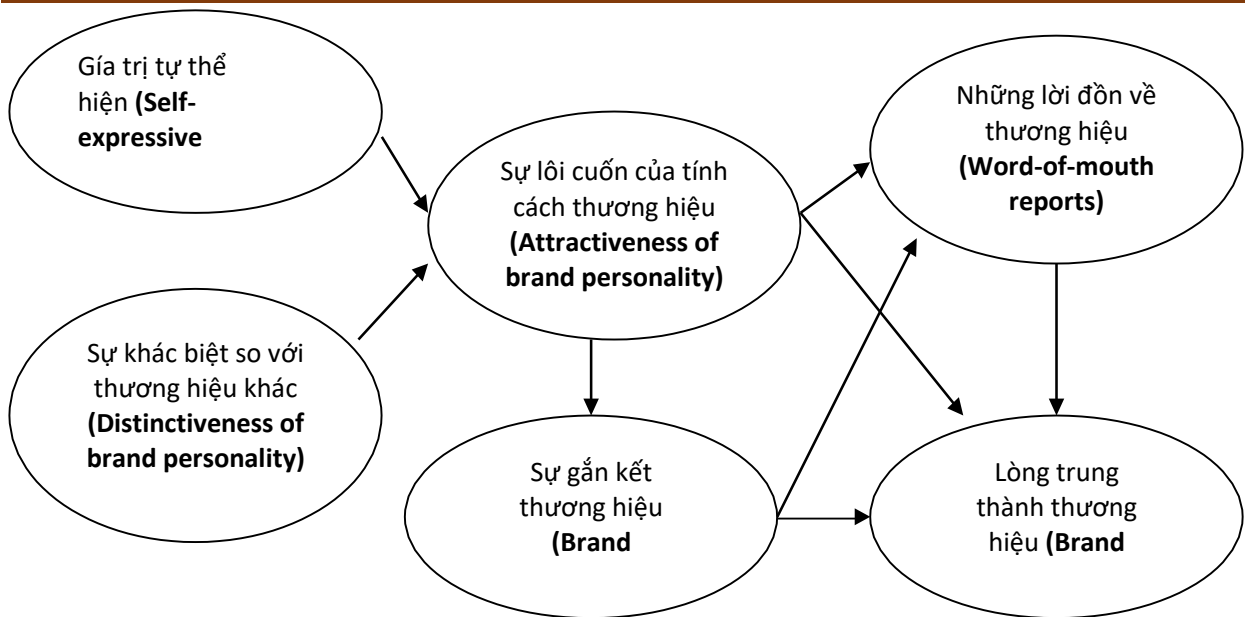 Gía trị tự thể
hiện (Self-
expressive
Sự khác biệt so với
thương hiệu khác
(Distinctiveness of
brand personality)
Sự lôi cuốn của tính
cách thương hiệu
(Attractiveness of
brand personality)
Sự gắn kết
thương hiệu
(Brand
Những lời đồn về
thương hiệu
(Word-of-mouth
reports)
Lòng trung
thành thương
hiệu (Brand